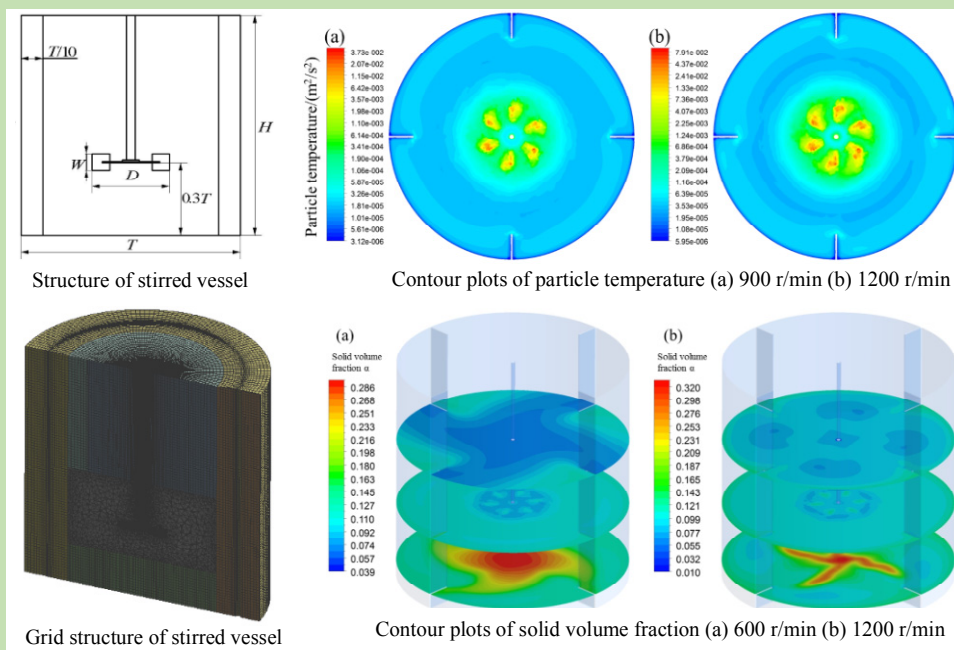 T/10
H
W
D
0.3T
T
Structure of stirred vessel
(a)
Particle temperature/(m²/s²)
3.73e-002
2.07e-002
1.15e-002
6.42e-003
3.57e-003
1.98e-003
1.10e-003
6.14e-004
3.41e-004
1.90e-004
1.06e-004
5.87e-005
3.26e-005
1.81e-005
1.01e-005
5.61e-006
3.12e-006
(b)
7.91e-002
4.37e-002
2.41e-002
1.33e-002
7.37e-003
4.07e-003
2.25e-003
1.24e-003
6.86e-004
3.79e-004
2.09e-004
1.16e-004
6.39e-005
3.53e-005
1.95e-005
1.08e-005
5.95e-006
Contour plots of particle temperature (a) 900 r/min (b) 1200 r/min
Grid structure of stirred vessel
(a)
Solid volume
fraction α
0.286
0.268
0.251
0.233
0.216
0.198
0.180
0.163
0.145
0.127
0.110
0.092
0.074
0.057
0.039
(b)
Solid volume
fraction α
0.320
0.298
0.276
0.253
0.231
0.209
0.187
0.165
0.143
0.121
0.099
0.077
0.055
0.032
0.010
Contour plots of solid volume fraction (a) 600 r/min (b) 1200 r/min